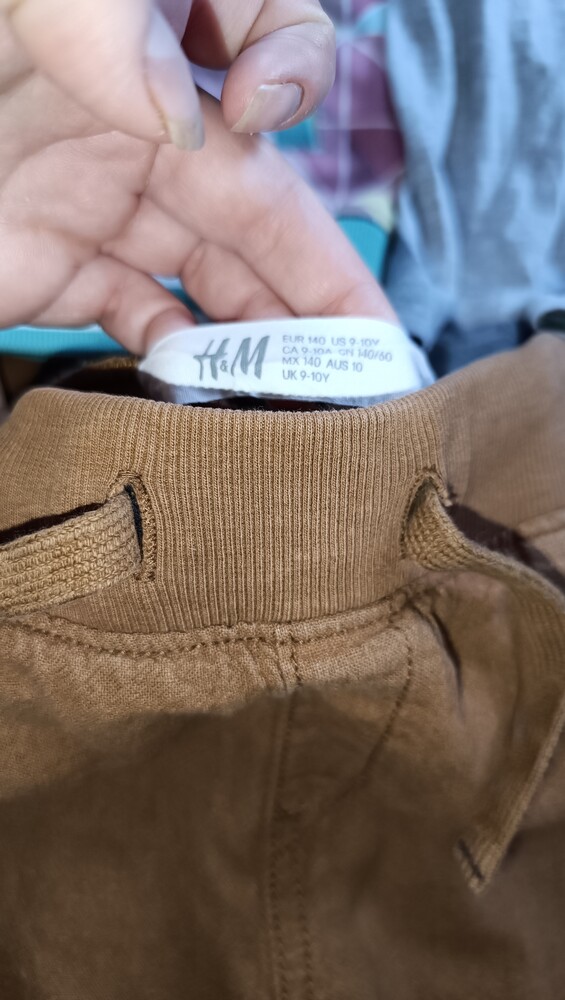 H&M
EUR 140 US 9-10Y
CA 9-10A CN 140/60
MX 140 AUS 10
UK 9-10Y